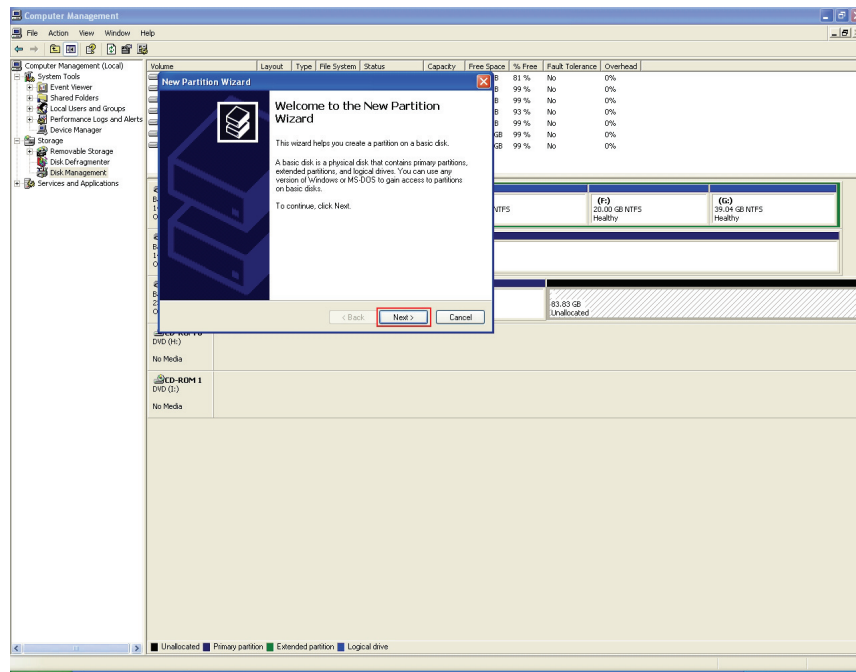 Computer Management
File Action View Window Help
Computer Management (Local)
System Tools
Event Viewer
Shared Folders
Local Users and Groups
Performance Logs and Alerts
Device Manager
Storage
Removable Storage
Disk Defragmenter
Disk Management
Services and Applications
Volume Layout Type File System Status Capacity Free Space % Free Fault Tolerance Overhead
B 81 % No 0%
B 99 % No 0%
B 99 % No 0%
B 93 % No 0%
B 99 % No 0%
GB 99 % No 0%
GB 99 % No 0%
New Partition Wizard
Welcome to the New Partition
Wizard
This wizard helps you create a partition on a basic disk.
A basic disk is a physical disk that contains primary partitions,
extended partitions, and logical drives. You can use any
version of Windows or MS-DOS to gain access to partitions
on basic disks.
To continue, click Next.
< Back Next > Cancel
NTFS
(F:)
20.00 GB NTFS
Healthy
(G:)
39.04 GB NTFS
Healthy
83.83 GB
Unallocated
DVD (H:)
No Media
CD-ROM 1
DVD (I:)
No Media
Unallocated Primary partition Extended partition Logical drive